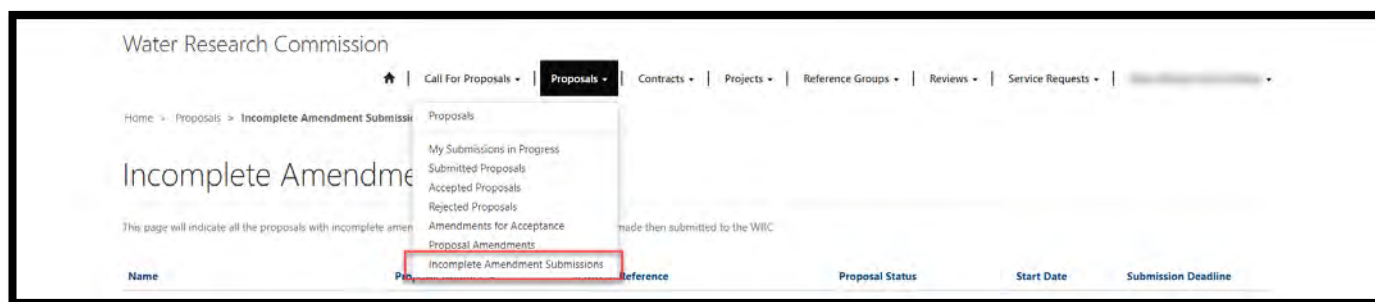 Water Research Commission
Call For Proposals | Proposals | Contracts | Projects | Reference Groups | Reviews | Service Requests |
Home > Proposals > Incomplete Amendment Submissi
Proposals
My Submissions in Progress
Submitted Proposals
Accepted Proposals
Rejected Proposals
Amendments for Acceptance
Proposal Amendments
Incomplete Amendment Submissions
Incomplete Amendme
This page will indicate all the proposals with incomplete amen made then submitted to the WRC
Name Reference Proposal Status Start Date Submission Deadline